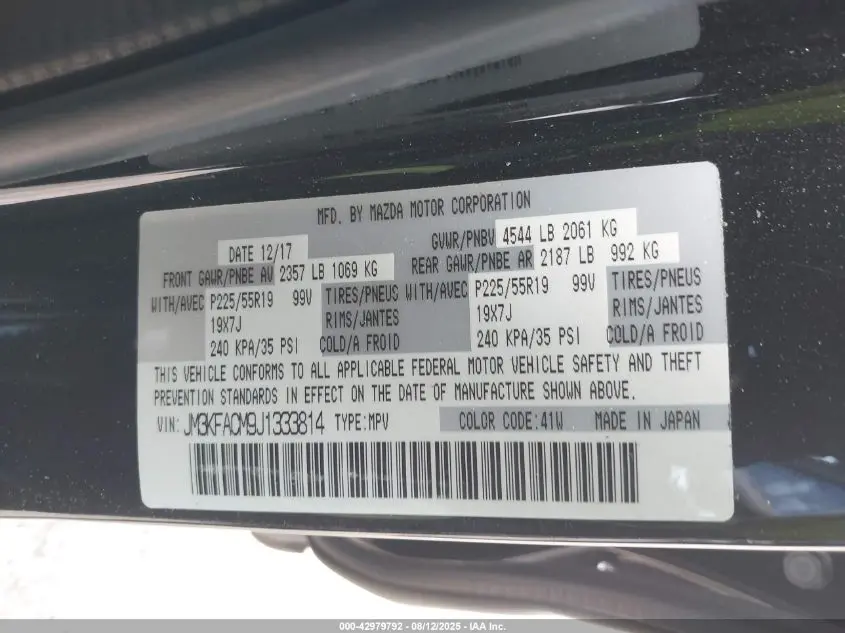 MFD. BY MAZDA MOTOR CORPORATION
DATE 12/17
GVWR/PNBV 4544 LB 2061 KG
FRONT GAWR/PNBE AV 2357 LB 1069 KG
REAR GAWR/PNBE AR 2187 LB 992 KG
WITH/AVEC P225/55R19 99V TIRES/PNEUS WITH/AVEC P225/55R19 99V TIRES/PNEUS
19X7J RIMS/JANTES 19X7J RIMS/JANTES
240 KPA/35 PSI COLD/A FROID 240 KPA/35 PSI COLD/A FROID
THIS VEHICLE CONFORMS TO ALL APPLICABLE FEDERAL MOTOR VEHICLE SAFETY AND THEFT
PREVENTION STANDARDS IN EFFECT ON THE DATE OF MANUFACTURE SHOWN ABOVE.
VIN: JM3KFACM9J1333814 TYPE:MPV COLOR CODE:41W MADE IN JAPAN
000-42979792 - 08/12/2025 - IAA Inc.